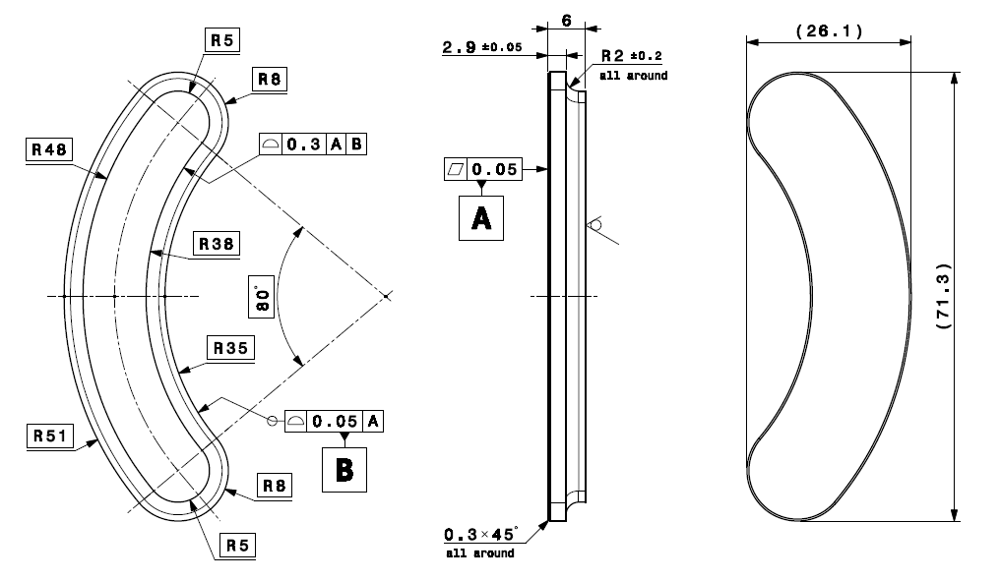 R5
R8
R48
⌓ 0.3 A B
R38
80°
R35
⌓ 0.05 A
B
R51
R8
R5
6
2.9 ±0.05
R2 ±0.2
all around
⏥ 0.05
A
0.3×45°
all around
(26.1)
(71.3)